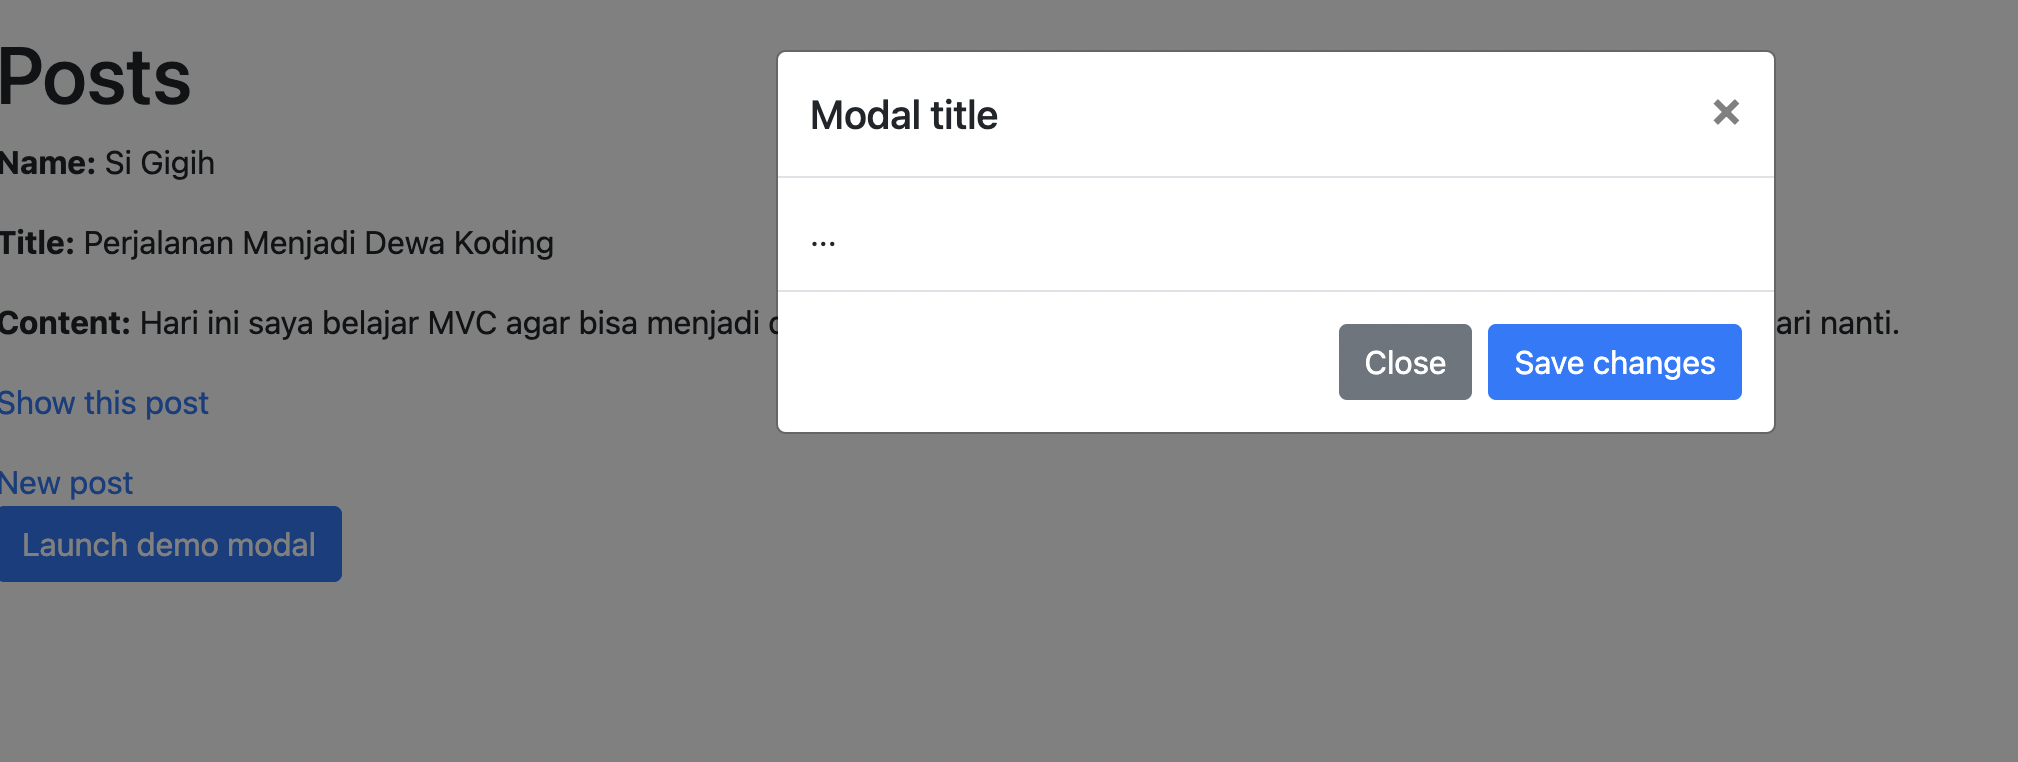 Posts
Name: Si Gigih
Title: Perjalanan Menjadi Dewa Koding
Content: Hari ini saya belajar MVC agar bisa menjadi
nanti.
Show this post
New post
Launch demo modal
Modal title
...
Close Save changes